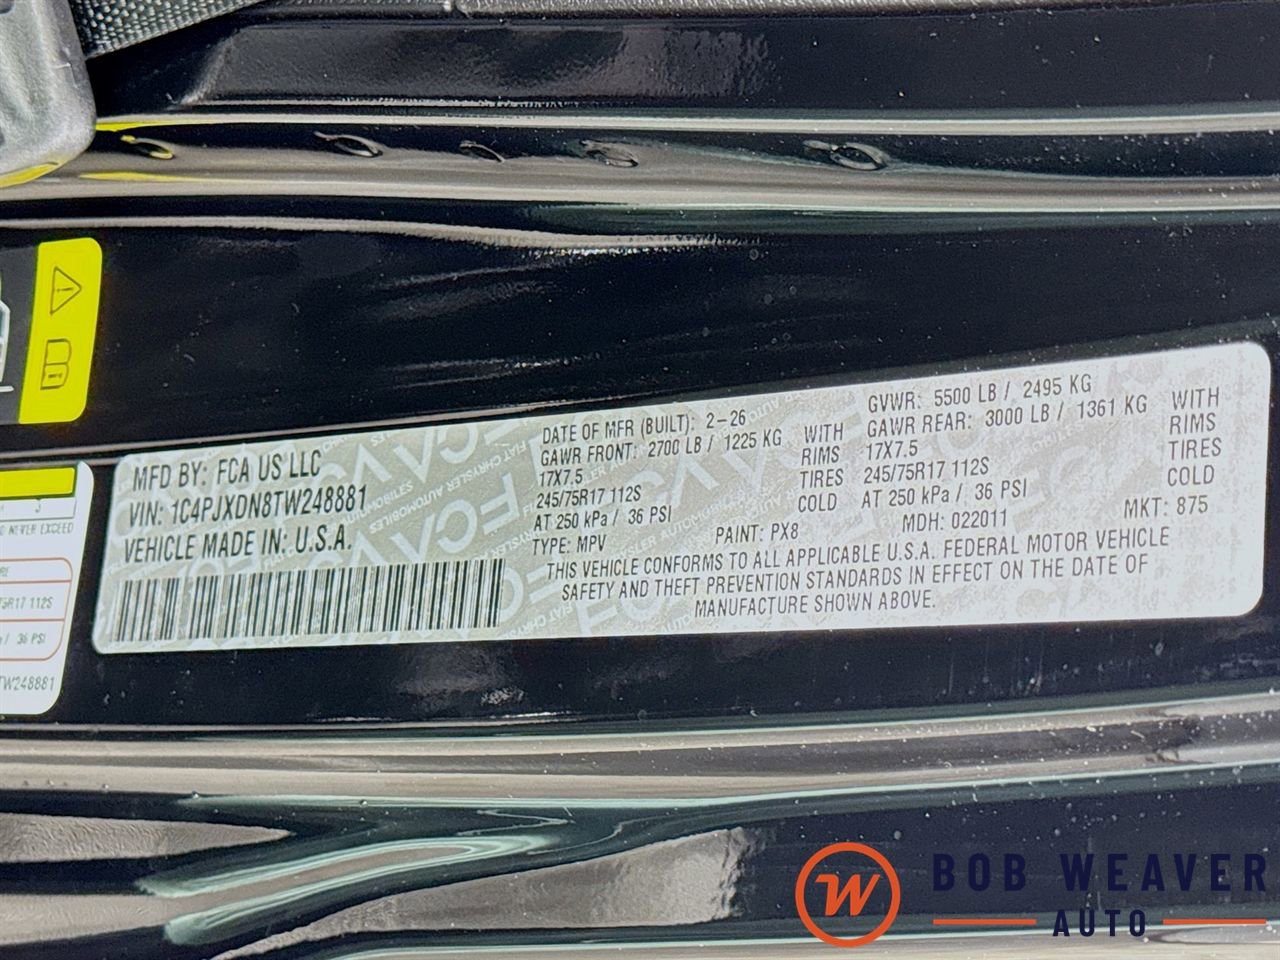 MFD BY: FCA US LLC
VIN: 1C4PJXDN8TW248881
VEHICLE MADE IN: U.S.A.
DATE OF MFR (BUILT): 2-26
GAWR FRONT: 2700 LB / 1225 KG WITH
17X7.5 RIMS
245/75R17 112S TIRES
AT 250 kPa / 36 PSI COLD
GVWR: 5500 LB / 2495 KG
GAWR REAR: 3000 LB / 1361 KG WITH
17X7.5 RIMS
245/75R17 112S TIRES
AT 250 kPa / 36 PSI COLD
TYPE: MPV PAINT: PX8 MDH: 022011 MKT: 875
THIS VEHICLE CONFORMS TO ALL APPLICABLE U.S.A. FEDERAL MOTOR VEHICLE
SAFETY AND THEFT PREVENTION STANDARDS IN EFFECT ON THE DATE OF
MANUFACTURE SHOWN ABOVE.
NEVER EXCEED
5R17 112S
/ 36 PSI
TW248881
BOB WEAVER
AUTO